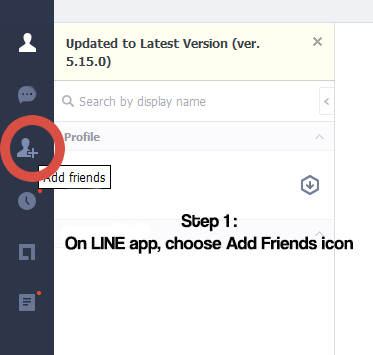 Updated to Latest Version (ver.
5.15.0)
Search by display name
Profile
Add friends
Step 1:
On LINE app, choose Add Friends icon